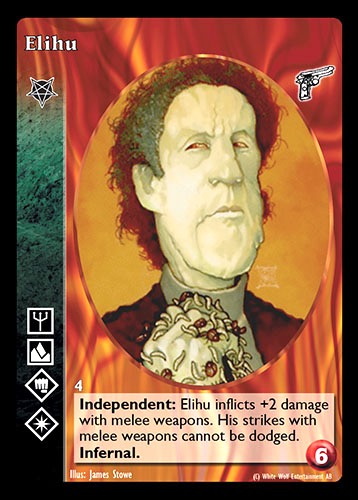 Elihu
4
Independent: Elihu inflicts +2 damage
with melee weapons. His strikes with
melee weapons cannot be dodged.
Infernal.
6
Illus: James Stowe
(C) White Wolf Entertainment AB